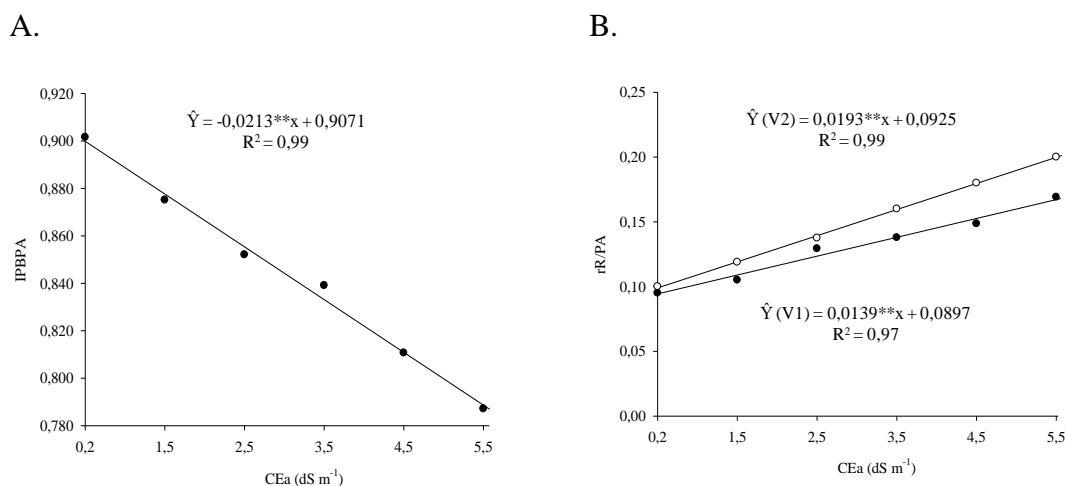 A.
B.
0,920
0,900
0,880
0,860
0,840
0,820
0,800
0,780
IPBPA
Ŷ = -0,0213**x + 0,9071
R² = 0,99
0,2 1,5 2,5 3,5 4,5 5,5
CEa (dS m⁻¹)
0,25
0,20
0,15
0,10
0,05
0,00
rR/PA
Ŷ (V2) = 0,0193**x + 0,0925
R² = 0,99
Ŷ (V1) = 0,0139**x + 0,0897
R² = 0,97
0,2 1,5 2,5 3,5 4,5 5,5
CEa (dS m⁻¹)